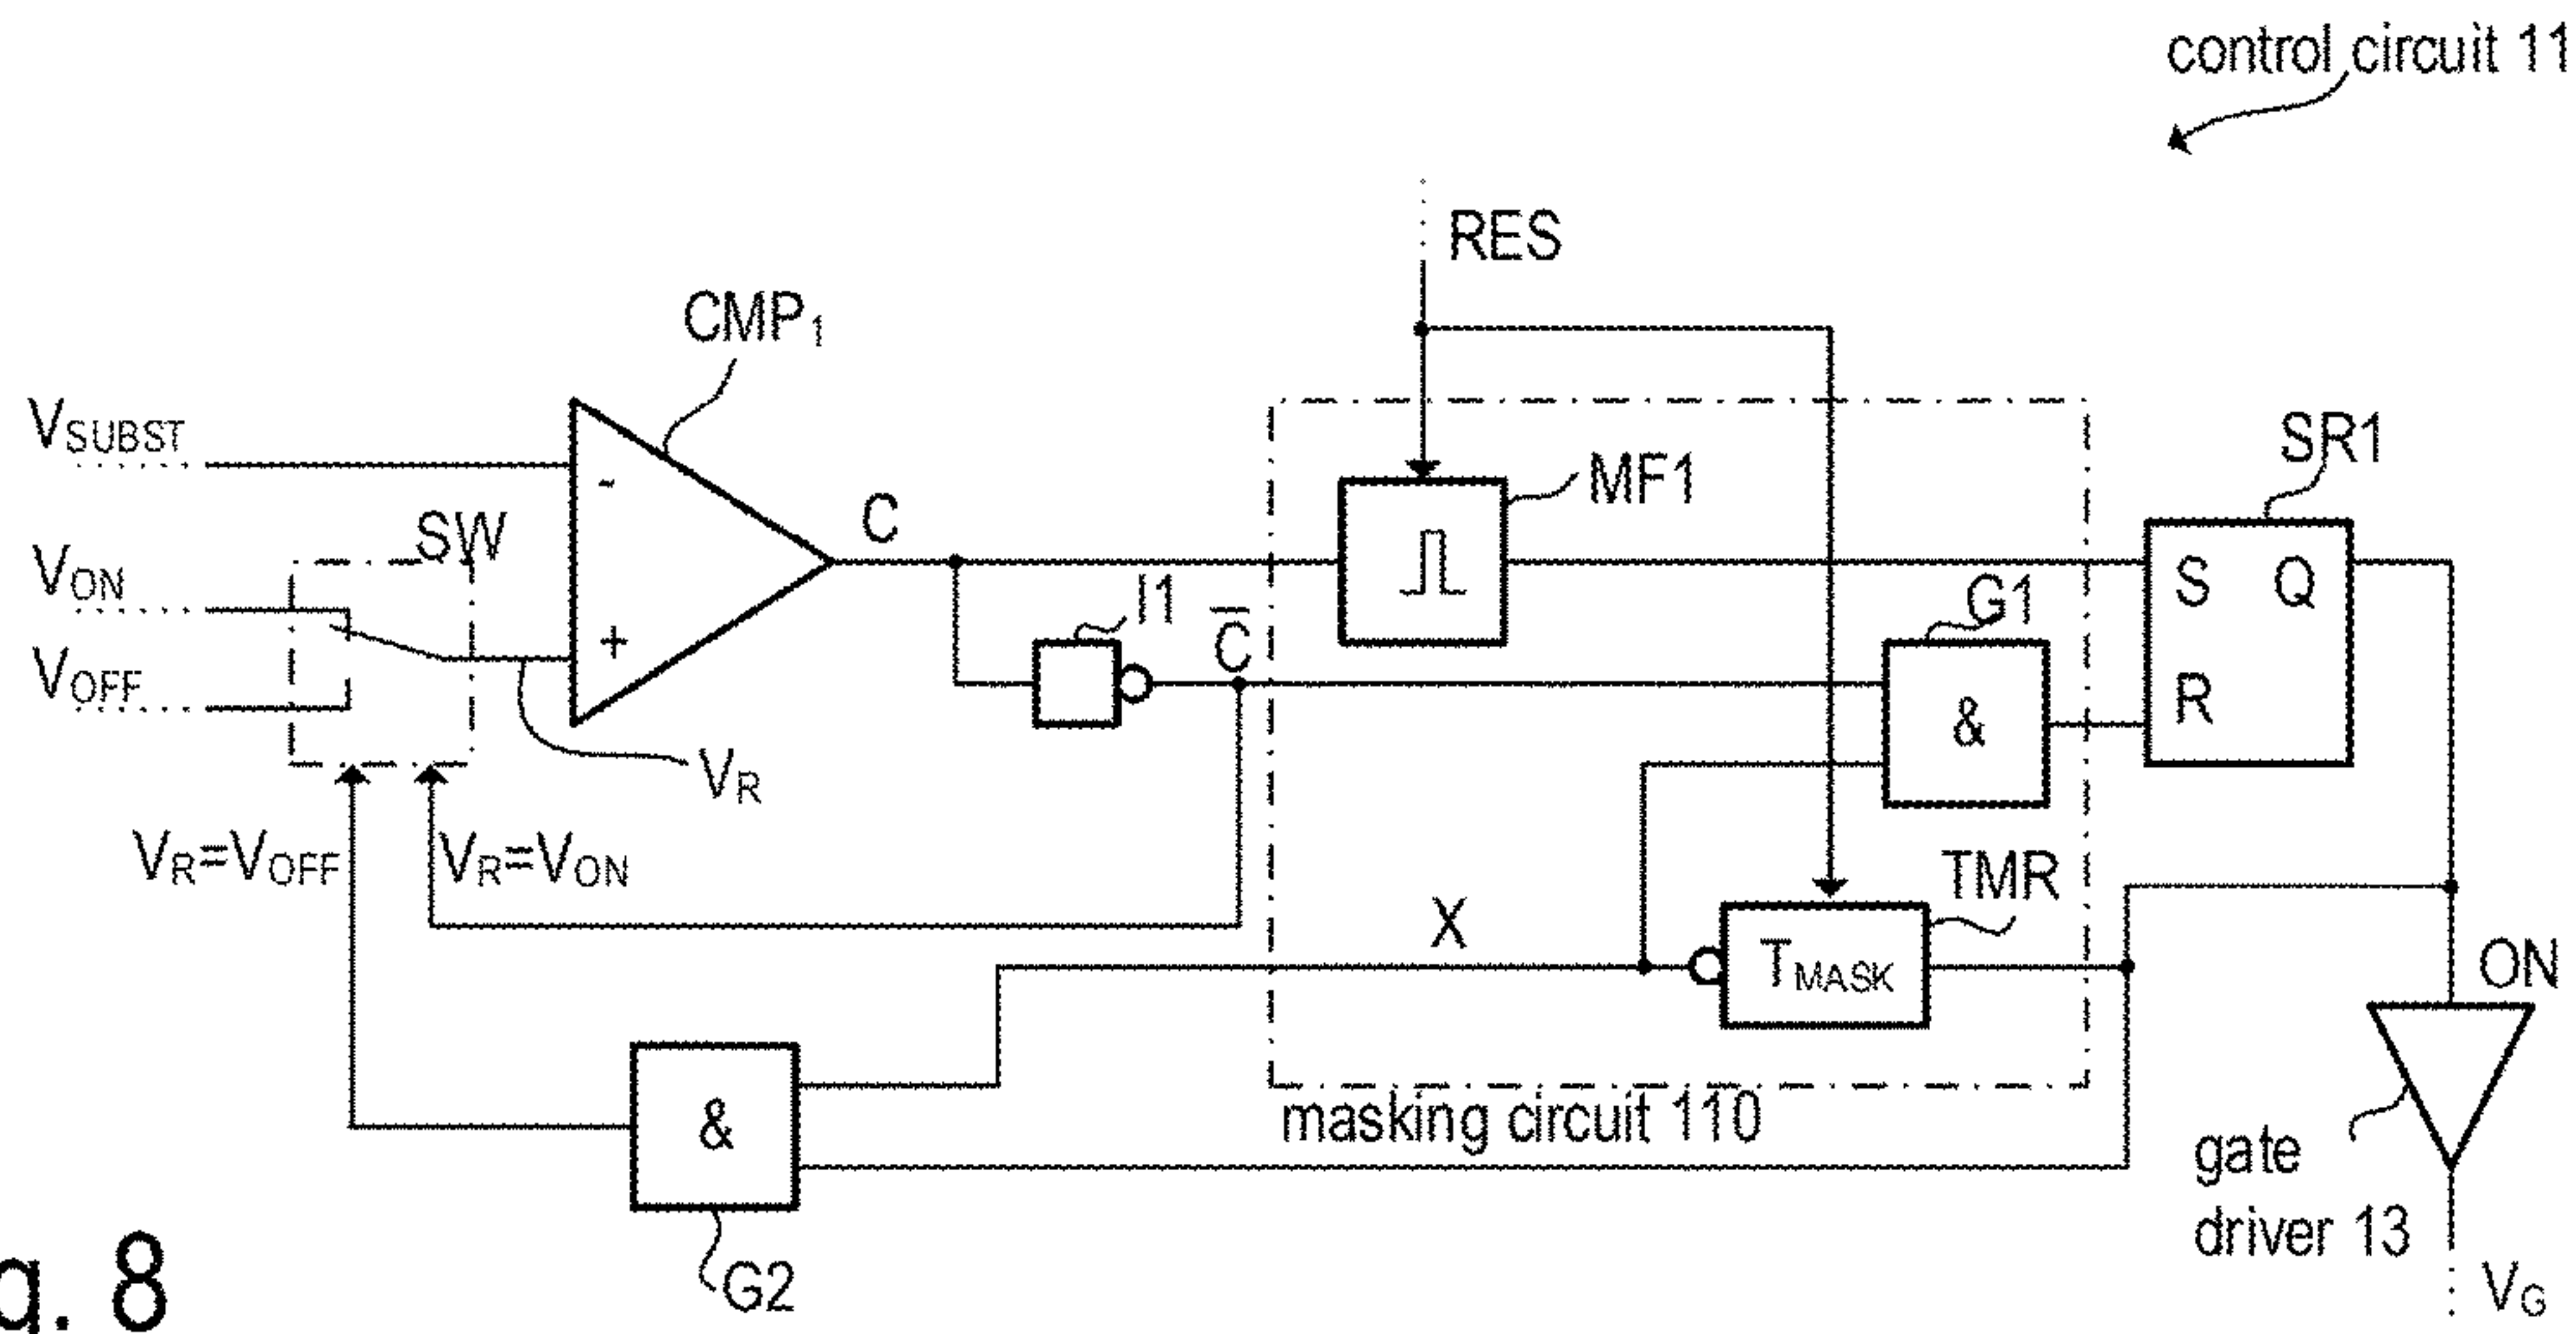 control circuit 11
RES
CMP1
VSUBST
-
SW
C
MF1
SR1
VON
I1
C̅
G1
S Q
+
VOFF
&
R
VR
VR=VOFF
VR=VON
TMR
X
TMASK
ON
&
masking circuit 110
gate
driver 13
G2
VG
g. 8